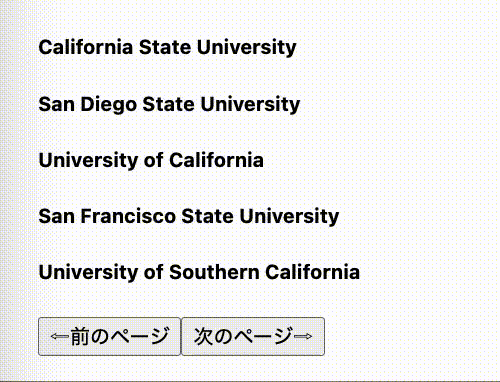 California State University
San Diego State University
University of California
San Francisco State University
University of Southern California
⇦前のページ 次のページ⇨